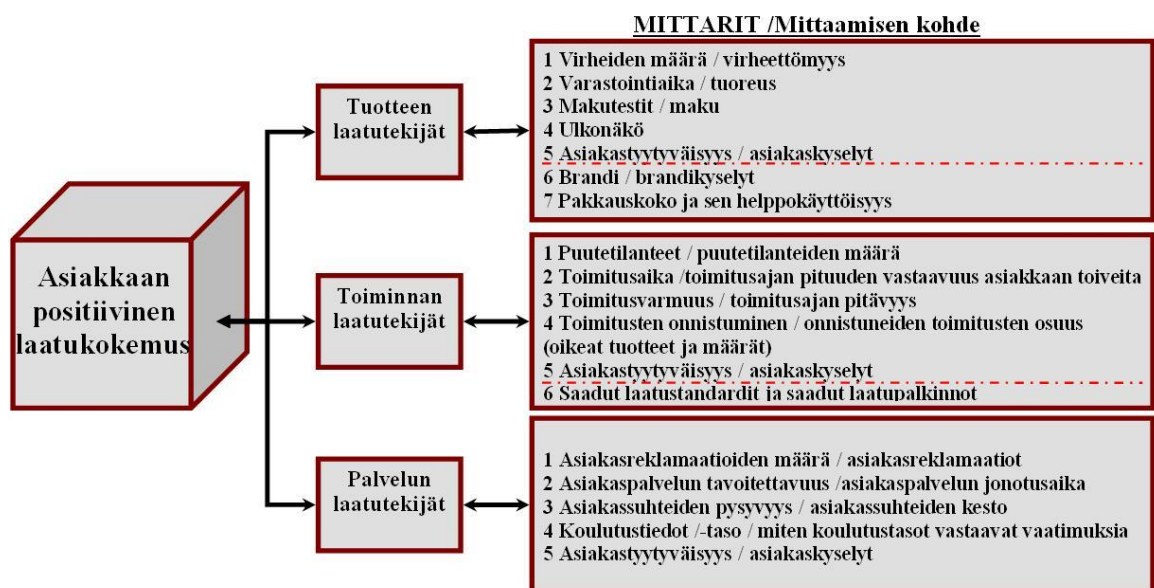 MITTARIT /Mittaamisen kohde
Asiakkaan
positiivinen
laatukokemus
Tuotteen
laatutekijät
1 Virheiden määrä / virheettömyys
2 Varastointiaika / tuoreus
3 Makutestit / maku
4 Ulkonäkö
5 Asiakastyytyväisyys / asiakaskyselyt
6 Brandi / brandikyselyt
7 Pakkauskoko ja sen helppokäyttöisyys
Toiminnan
laatutekijät
1 Puutetilanteet / puutetilanteiden määrä
2 Toimitusaika /toimitusajan pituuden vastaavuus asiakkaan toiveita
3 Toimitusvarmuus / toimitusajan pitävyys
4 Toimitusten onnistuminen / onnistuneiden toimitusten osuus
(oikeat tuotteet ja määrät)
5 Asiakastyytyväisyys / asiakaskyselyt
6 Saadut laatustandardit ja saadut laatupalkinnot
Palvelun
laatutekijät
1 Asiakasreklamaatioiden määrä / asiakasreklamaatiot
2 Asiakaspalvelun tavoitettavuus /asiakaspalvelun jonotusaika
3 Asiakassuhteiden pysyvyys / asiakassuhteiden kesto
4 Koulutustiedot /-taso / miten koulutustasot vastaavat vaatimuksia
5 Asiakastyytyväisyys / asiakaskyselyt